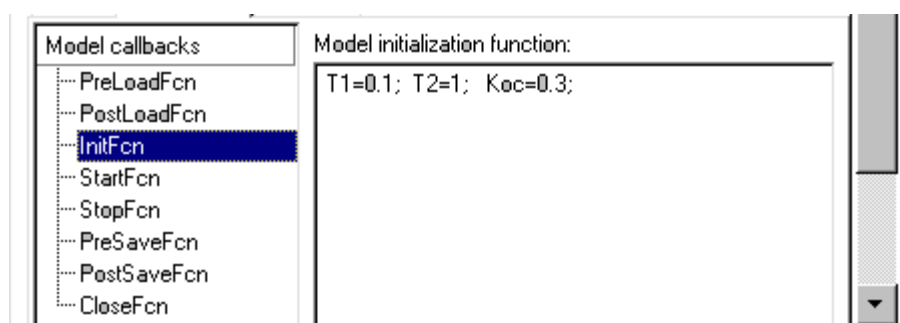 Model callbacks
PreLoadFcn
PostLoadFcn
InitFcn
StartFcn
StopFcn
PreSaveFcn
PostSaveFcn
CloseFcn
Model initialization function:
T1=0.1; T2=1; Koc=0.3;